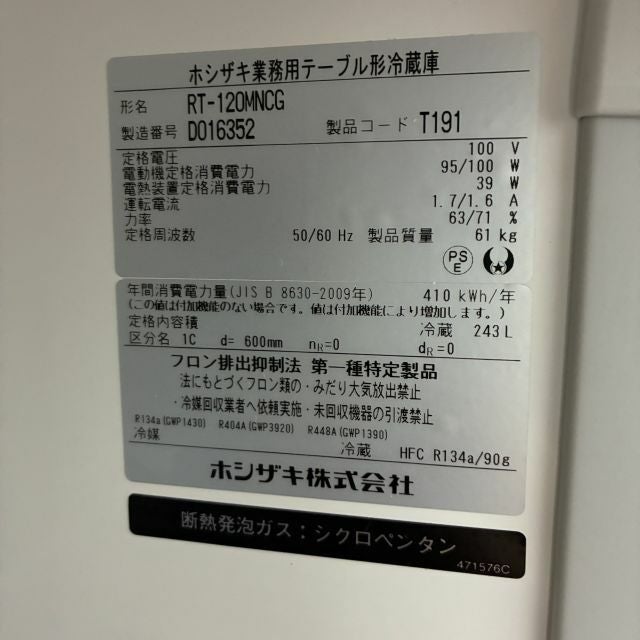 ホシザキ業務用テーブル形冷蔵庫
形名 RT-120MNCG
製造番号 D016352 製品コード T191
定格電圧 100 V
電動機定格消費電力 95/100 W
電熱装置定格消費電力 39 W
運転電流 1.7/1.6 A
力率 63/71 %
定格周波数 50/60 Hz 製品質量 61 kg
PS
E
年間消費電力量(JIS B 8630-2009年) 410 kWh/年
(この値は付加機能のない場合です。値は付加機能により増加します。)
定格内容積 冷蔵 243 L
区分名 1C d= 600mm nR=0 dR=0
フロン排出抑制法 第一種特定製品
法にもとづくフロン類の・みだり大気放出禁止
・冷媒回収業者へ依頼実施・未回収機器の引渡禁止
R134a(GWP1430) R404A(GWP3920) R448A(GWP1390)
冷媒 冷蔵 HFC R134a/90g
ホシザキ株式会社
断熱発泡ガス：シクロペンタン
471576C